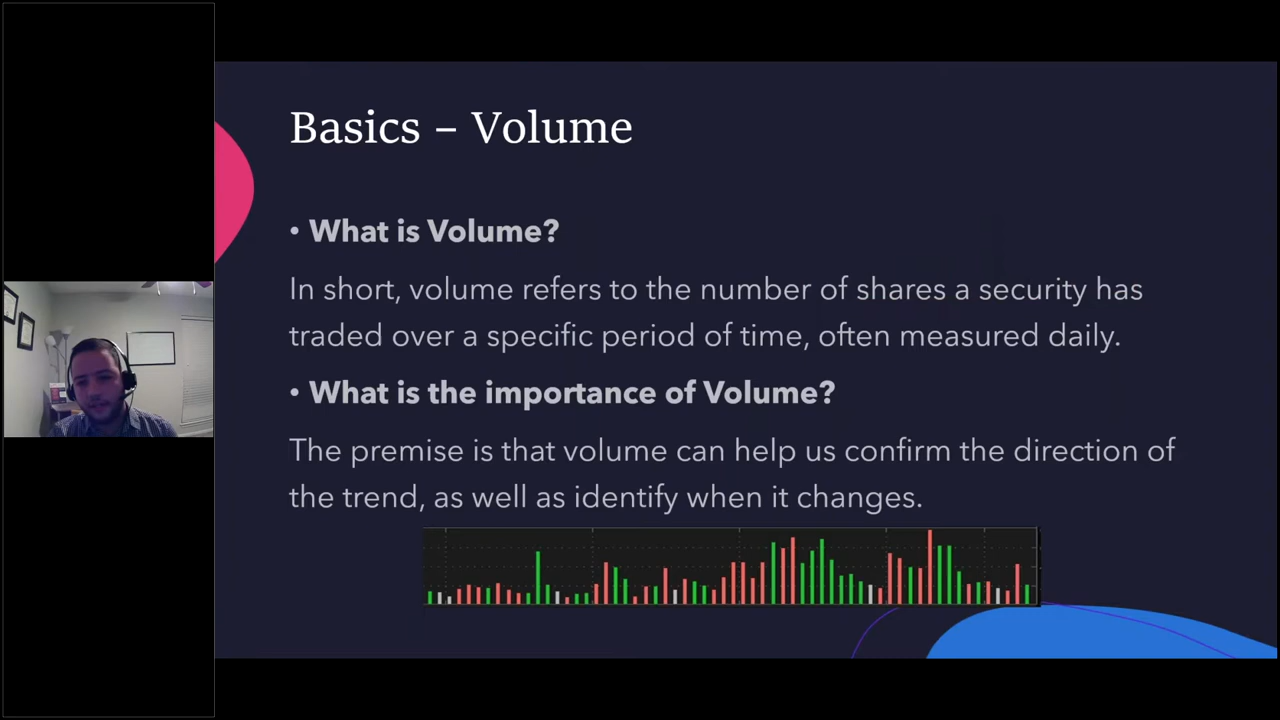 Basics – Volume
• What is Volume?
In short, volume refers to the number of shares a security has
traded over a specific period of time, often measured daily.
• What is the importance of Volume?
The premise is that volume can help us confirm the direction of
the trend, as well as identify when it changes.